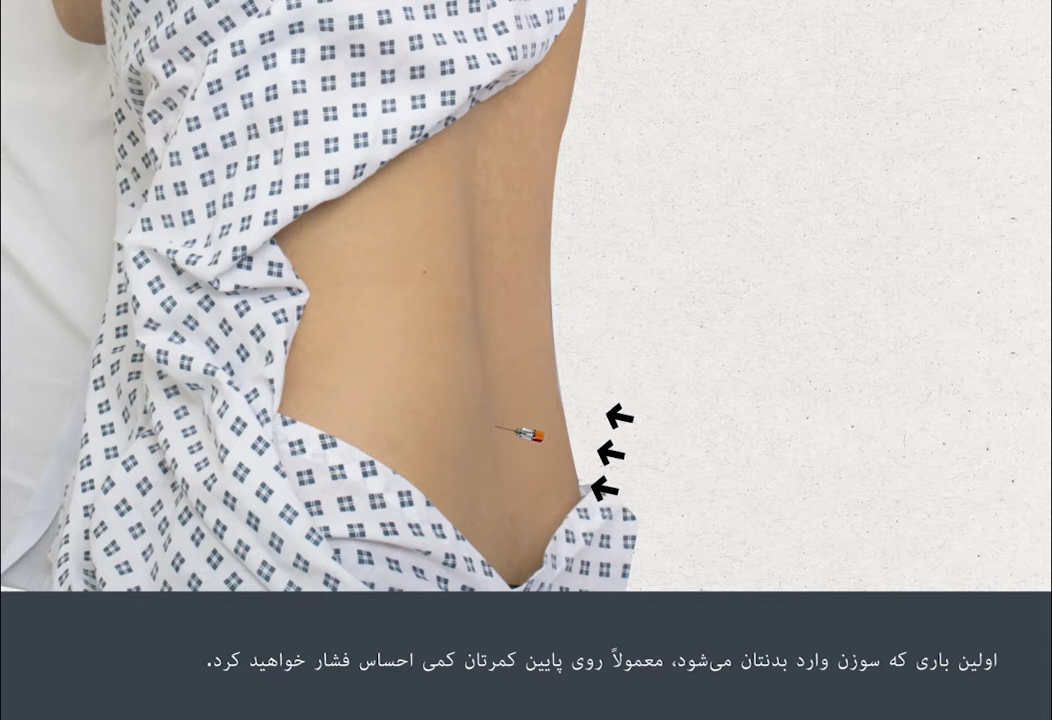 اولین باری که سوزن وارد بدنتان می‌شود، معمولاً روی پایین کمرتان کمی احساس فشار خواهید کرد.